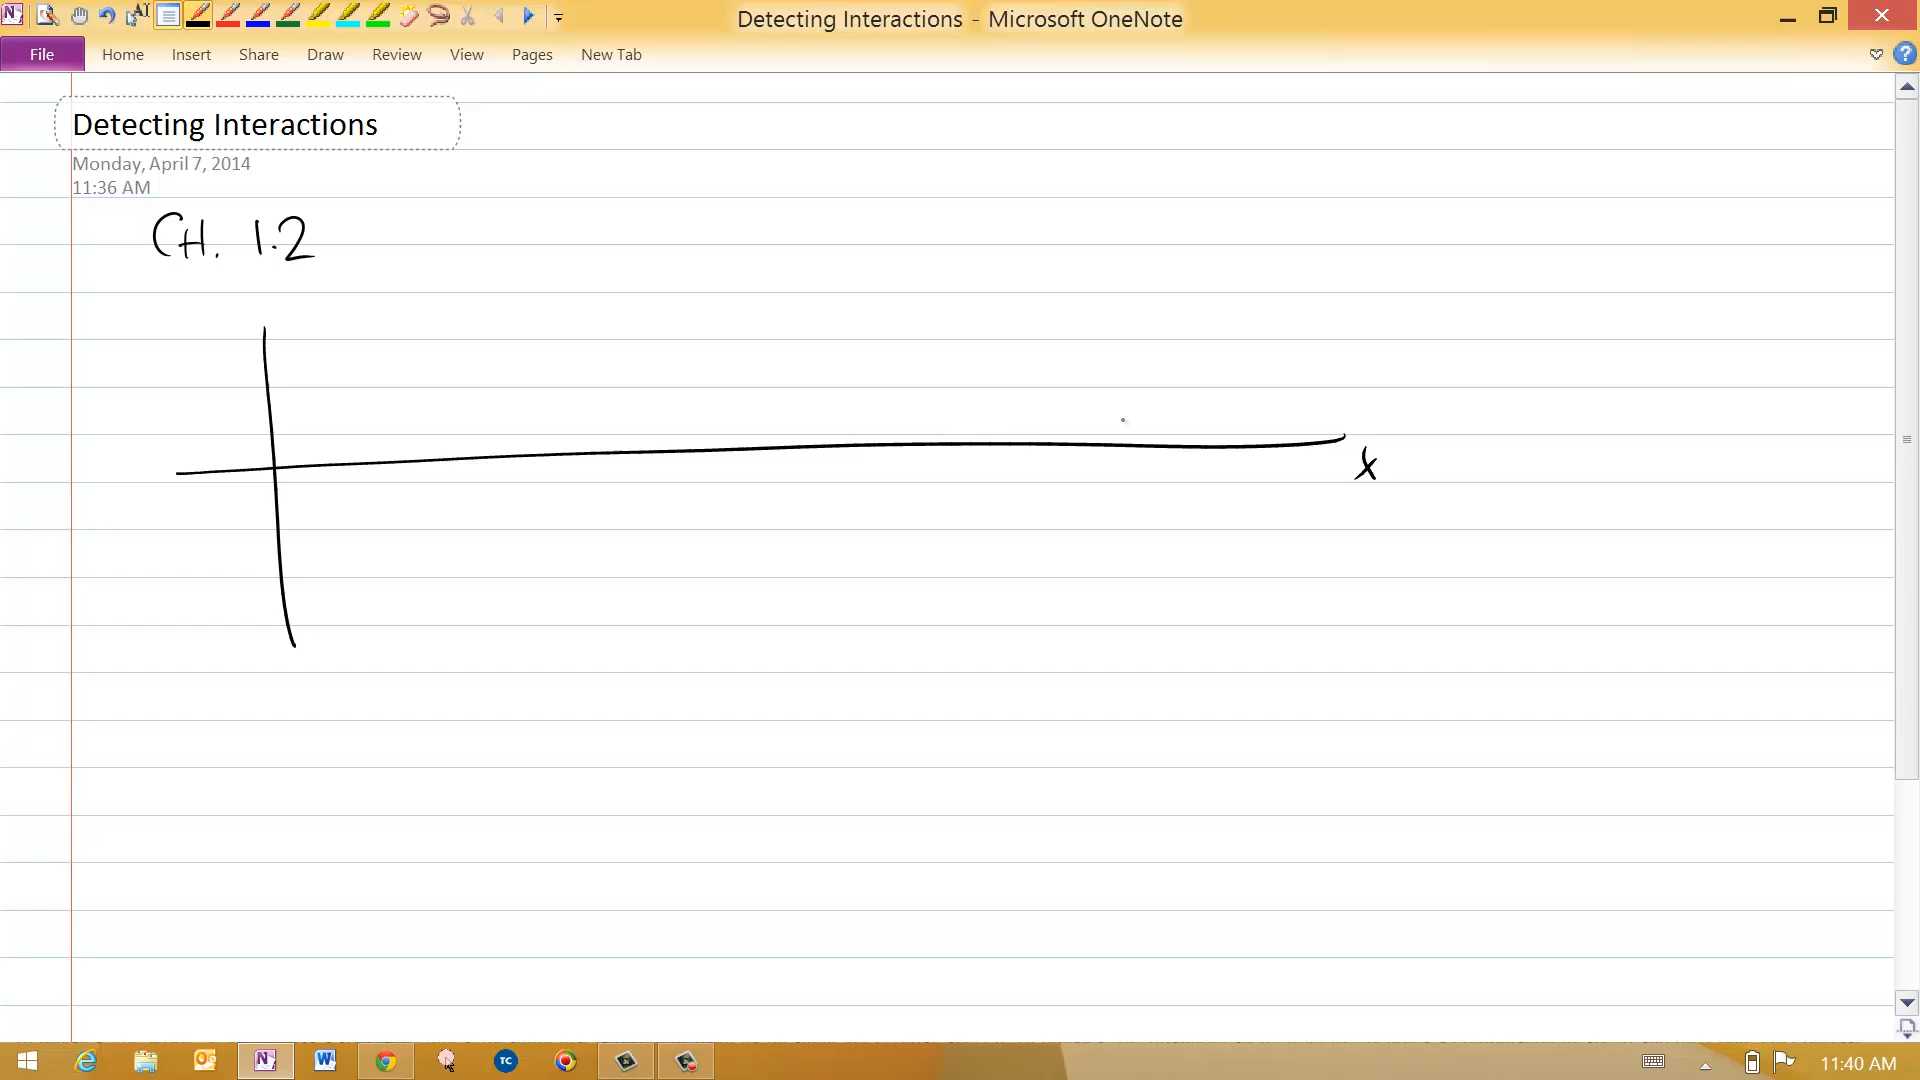 Detecting Interactions - Microsoft OneNote
File Home Insert Share Draw Review View Pages New Tab
Detecting Interactions
Monday, April 7, 2014
11:36 AM
CH. 1.2
x
11:40 AM